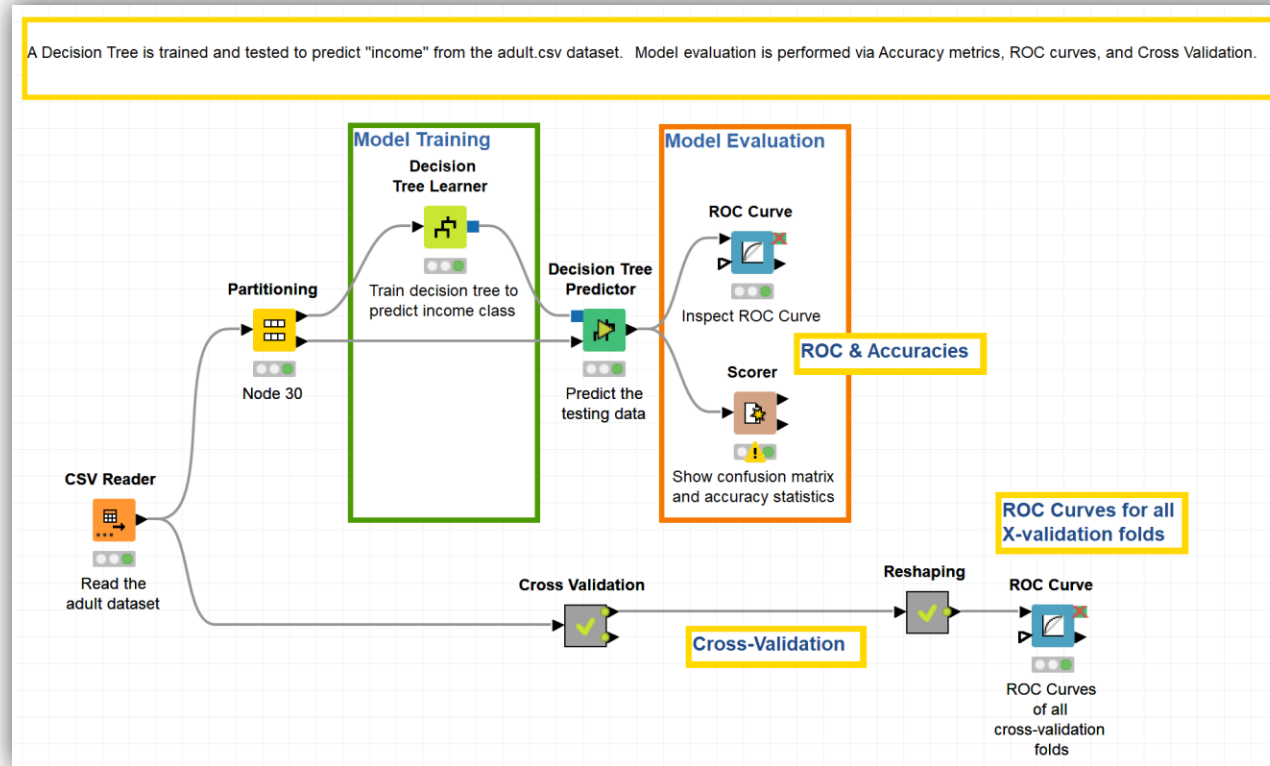 A Decision Tree is trained and tested to predict "income" from the adult.csv dataset.  Model evaluation is performed via Accuracy metrics, ROC curves, and Cross Validation.
Model Training
Decision
Tree Learner
Train decision tree to
predict income class
Model Evaluation
ROC Curve
Inspect ROC Curve
Partitioning
Node 30
Decision Tree
Predictor
Predict the
testing data
ROC & Accuracies
Scorer
Show confusion matrix
and accuracy statistics
CSV Reader
Read the
adult dataset
ROC Curves for all
X-validation folds
Cross Validation
Cross-Validation
Reshaping
ROC Curve
ROC Curves
of all
cross-validation
folds